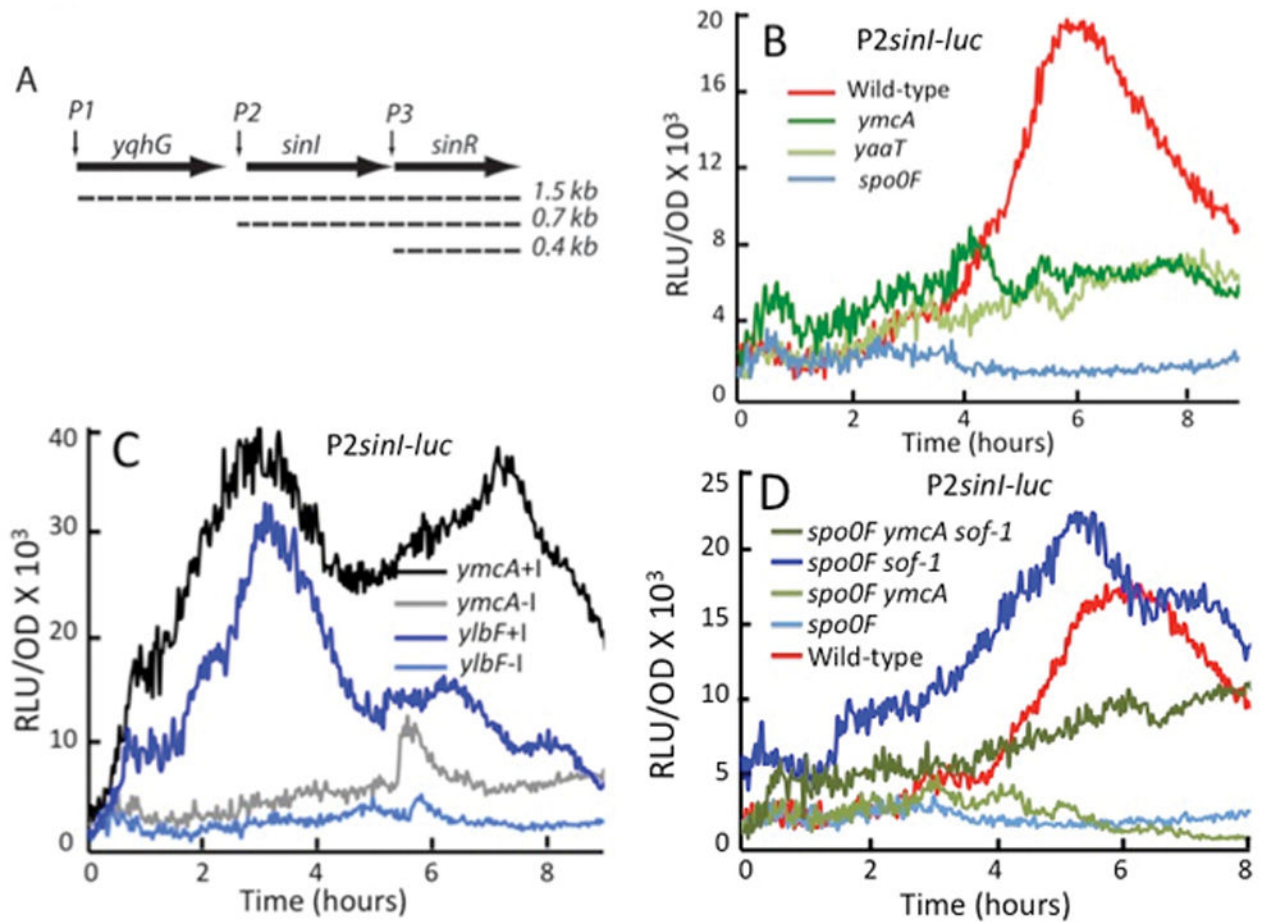 A
P1 P2 P3
yqhG sinI sinR
1.5 kb
0.7 kb
0.4 kb
B
P2sinI-luc
Wild-type
ymcA
yaaT
spo0F
RLU/OD X 10³
20
16
12
8
4
0
0 2 4 6 8
Time (hours)
C
P2sinI-luc
ymcA+I
ymcA-I
ylbF+I
ylbF-I
RLU/OD X 10³
40
30
20
10
0
0 2 4 6 8
Time (hours)
D
P2sinI-luc
spo0F ymcA sof-1
spo0F sof-1
spo0F ymcA
spo0F
Wild-type
RLU/OD X 10³
25
20
15
10
5
0
0 2 4 6 8
Time (hours)